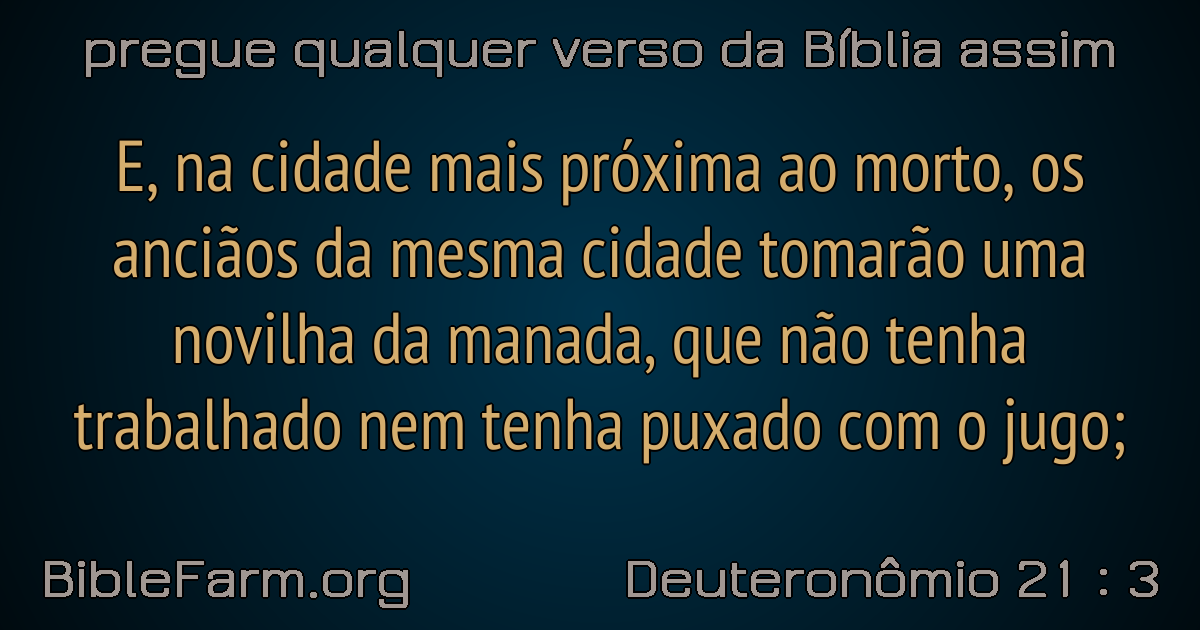 pregue qualquer verso da Bíblia assim
E, na cidade mais próxima ao morto, os
anciãos da mesma cidade tomarão uma
novilha da manada, que não tenha
trabalhado nem tenha puxado com o jugo;
BibleFarm.org
Deuteronômio 21 : 3